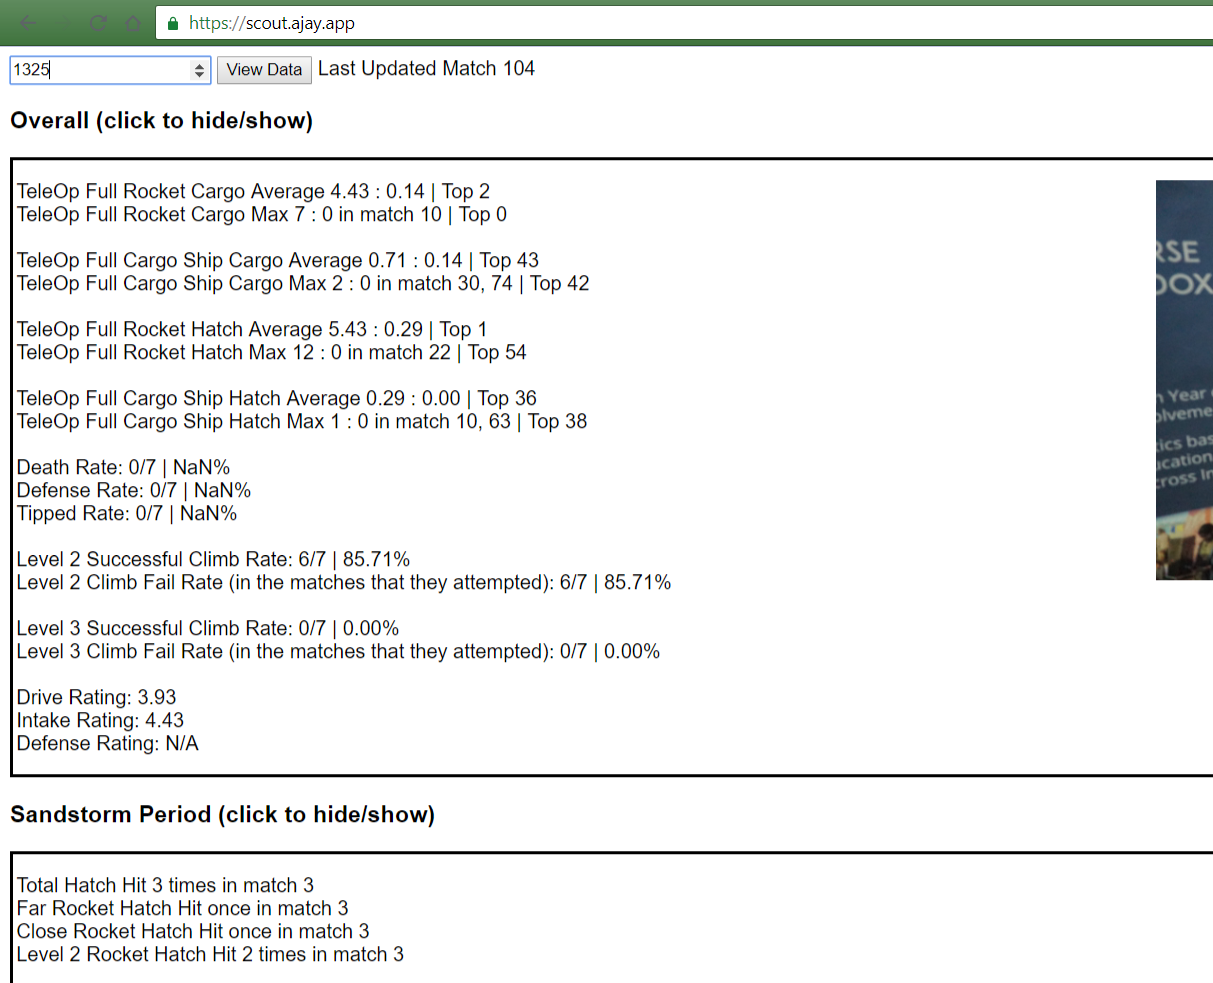 https://scout.ajay.app
1325 View Data Last Updated Match 104
Overall (click to hide/show)
TeleOp Full Rocket Cargo Average 4.43 : 0.14 | Top 2
TeleOp Full Rocket Cargo Max 7 : 0 in match 10 | Top 0
TeleOp Full Cargo Ship Cargo Average 0.71 : 0.14 | Top 43
TeleOp Full Cargo Ship Cargo Max 2 : 0 in match 30, 74 | Top 42
TeleOp Full Rocket Hatch Average 5.43 : 0.29 | Top 1
TeleOp Full Rocket Hatch Max 12 : 0 in match 22 | Top 54
TeleOp Full Cargo Ship Hatch Average 0.29 : 0.00 | Top 36
TeleOp Full Cargo Ship Hatch Max 1 : 0 in match 10, 63 | Top 38
Death Rate: 0/7 | NaN%
Defense Rate: 0/7 | NaN%
Tipped Rate: 0/7 | NaN%
Level 2 Successful Climb Rate: 6/7 | 85.71%
Level 2 Climb Fail Rate (in the matches that they attempted): 6/7 | 85.71%
Level 3 Successful Climb Rate: 0/7 | 0.00%
Level 3 Climb Fail Rate (in the matches that they attempted): 0/7 | 0.00%
Drive Rating: 3.93
Intake Rating: 4.43
Defense Rating: N/A
Sandstorm Period (click to hide/show)
Total Hatch Hit 3 times in match 3
Far Rocket Hatch Hit once in match 3
Close Rocket Hatch Hit once in match 3
Level 2 Rocket Hatch Hit 2 times in match 3
Year